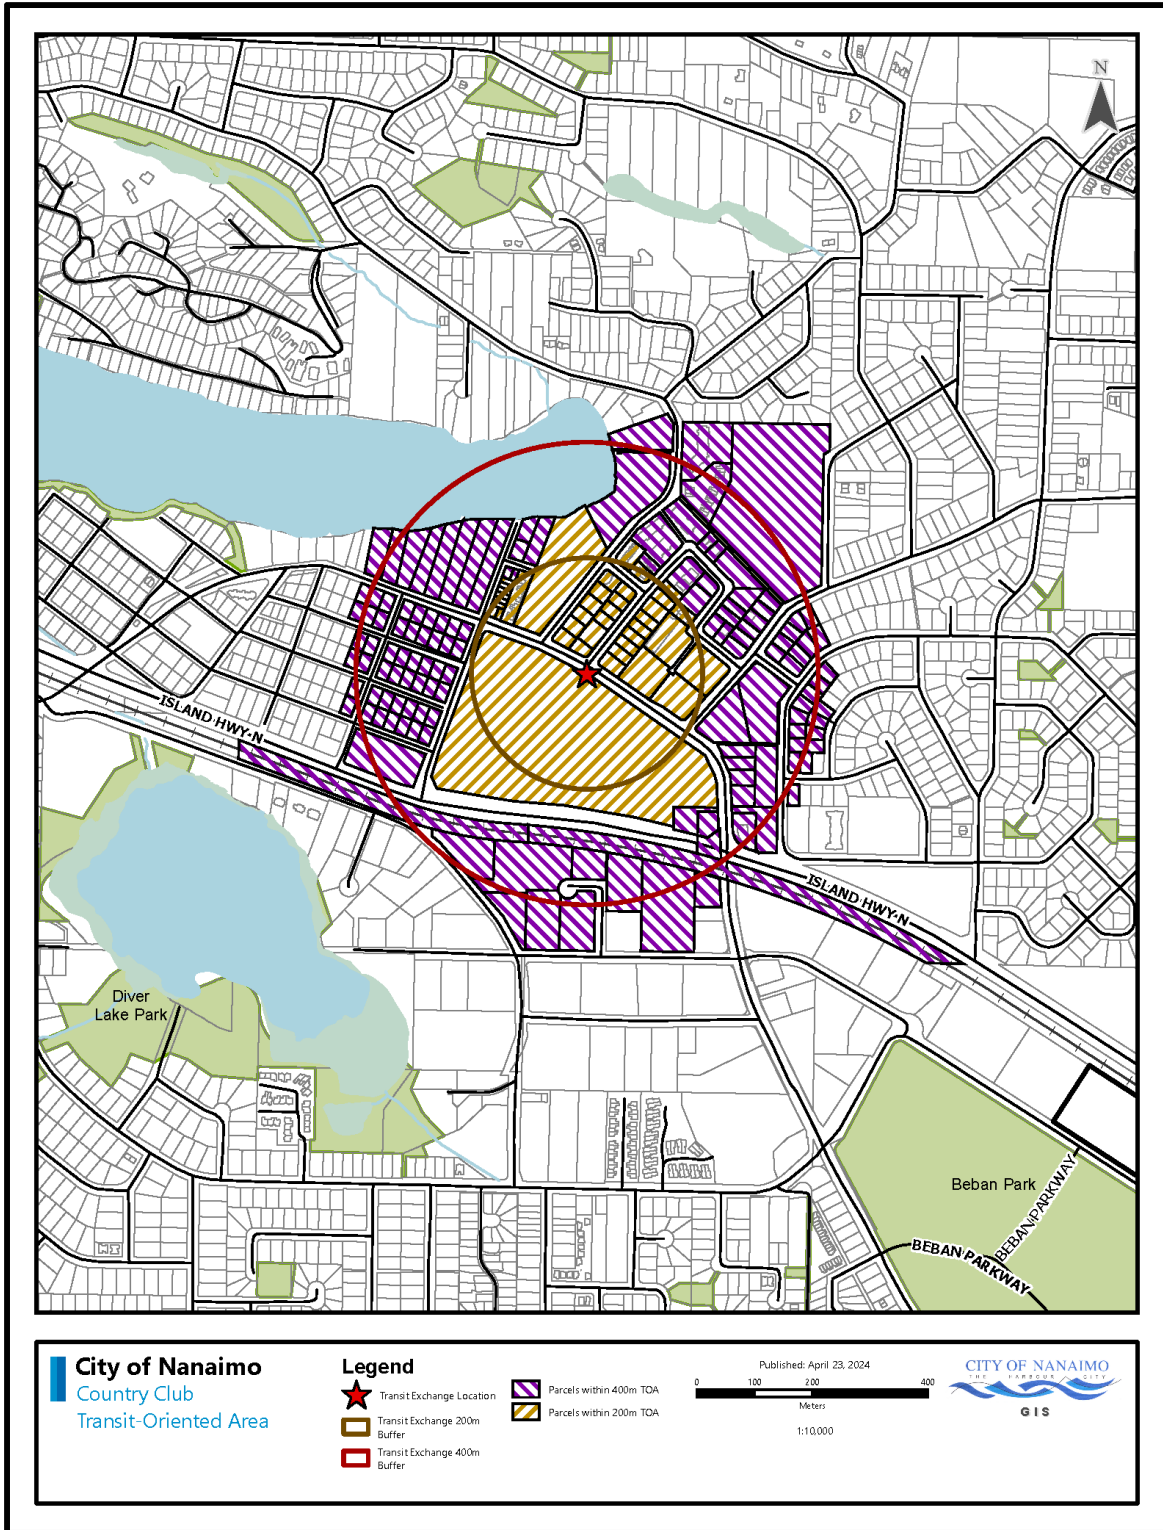 N
ISLAND HWY N
ISLAND HWY N
Diver
Lake Park
Beban Park
BEBAN PARKWAY
BEBAN PARKWAY
City of Nanaimo
Country Club
Transit-Oriented Area
Legend
Transit Exchange Location
Transit Exchange 200m
Buffer
Transit Exchange 400m
Buffer
Parcels within 400m TOA
Parcels within 200m TOA
Published: April 23, 2024
0 100 200 400
Meters
1:10,000
CITY OF NANAIMO
THE HARBOUR CITY
GIS